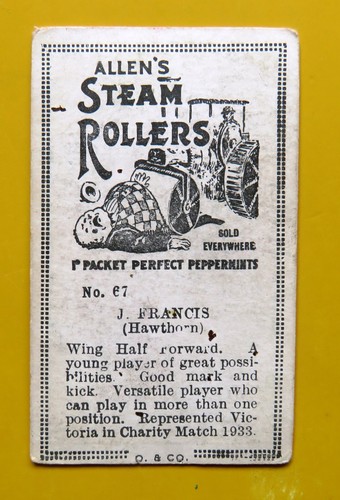 ALLEN'S
STEAM
ROLLERS
SOLD
EVERYWHERE
1D PACKET PERFECT PEPPERMINTS
No. 67
J. FRANCIS
(Hawthorn)
Wing Half Forward. A
young player of great possi-
bilities. Good mark and
kick. Versatile player who
can play in more than one
position. Represented Vic-
toria in Charity Match 1933.
O. & CO.